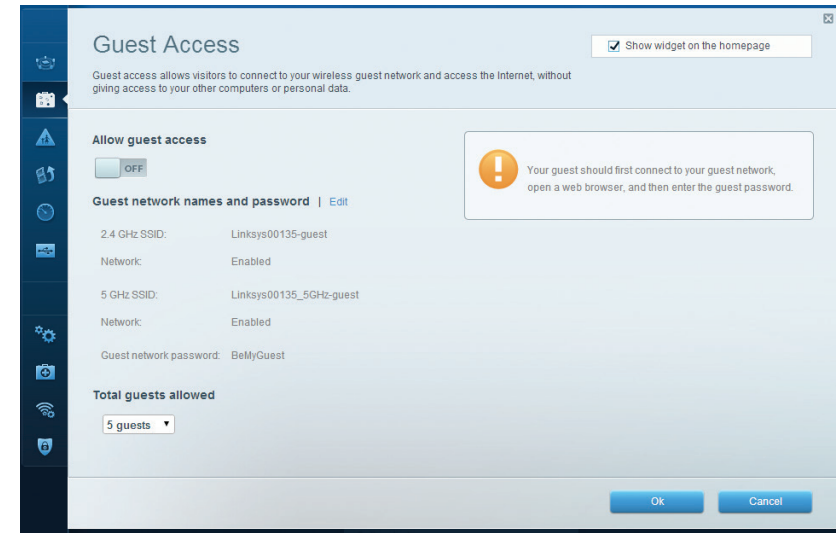 Guest Access
Show widget on the homepage
Guest access allows visitors to connect to your wireless guest network and access the Internet, without
giving access to your other computers or personal data.
Allow guest access
OFF
Your guest should first connect to your guest network,
open a web browser, and then enter the guest password.
Guest network names and password | Edit
2.4 GHz SSID: Linksys00135-guest
Network: Enabled
5 GHz SSID: Linksys00135_5GHz-guest
Network: Enabled
Guest network password: BeMyGuest
Total guests allowed
5 guests
Ok Cancel